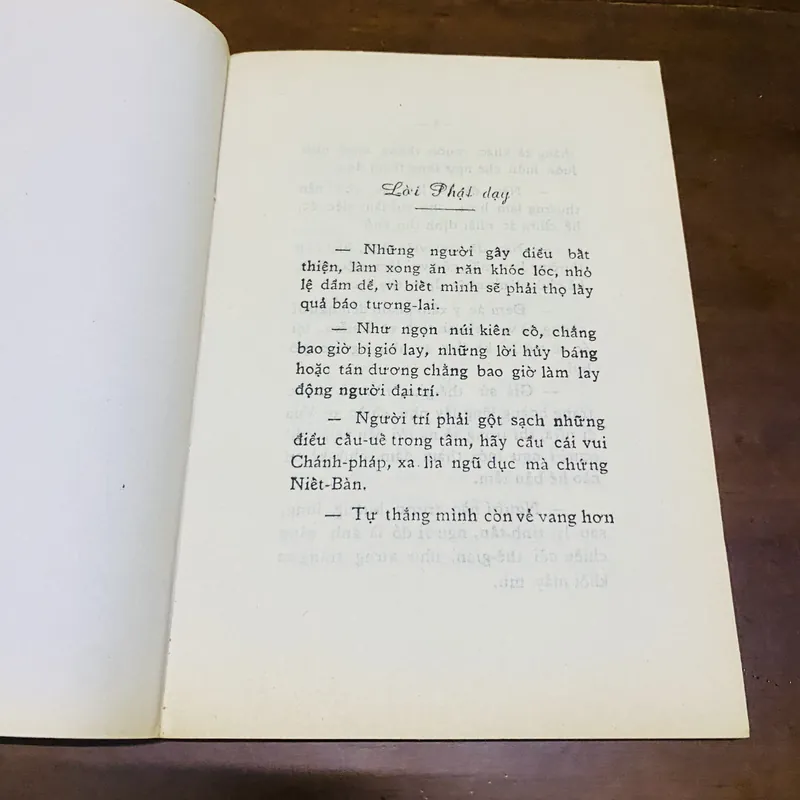 Lời Phật dạy
— Những người gây điều bất
thiện, làm xong ăn răn khóc lóc, nhỏ
lệ dầm dề, vì biết mình sẽ phải thọ lấy
quả báo tương-lai.
— Như ngọn núi kiên cố, chẳng
bao giờ bị gió lay, những lời hủy báng
hoặc tán dương chẳng bao giờ làm lay
động người đại trí.
— Người trí phải gột sạch những
điều cấu-uế trong tâm, hãy cầu cái vui
Chánh-pháp, xa lìa ngũ dục mà chứng
Niết-Bàn.
— Tự thắng mình còn vẻ vang hơn